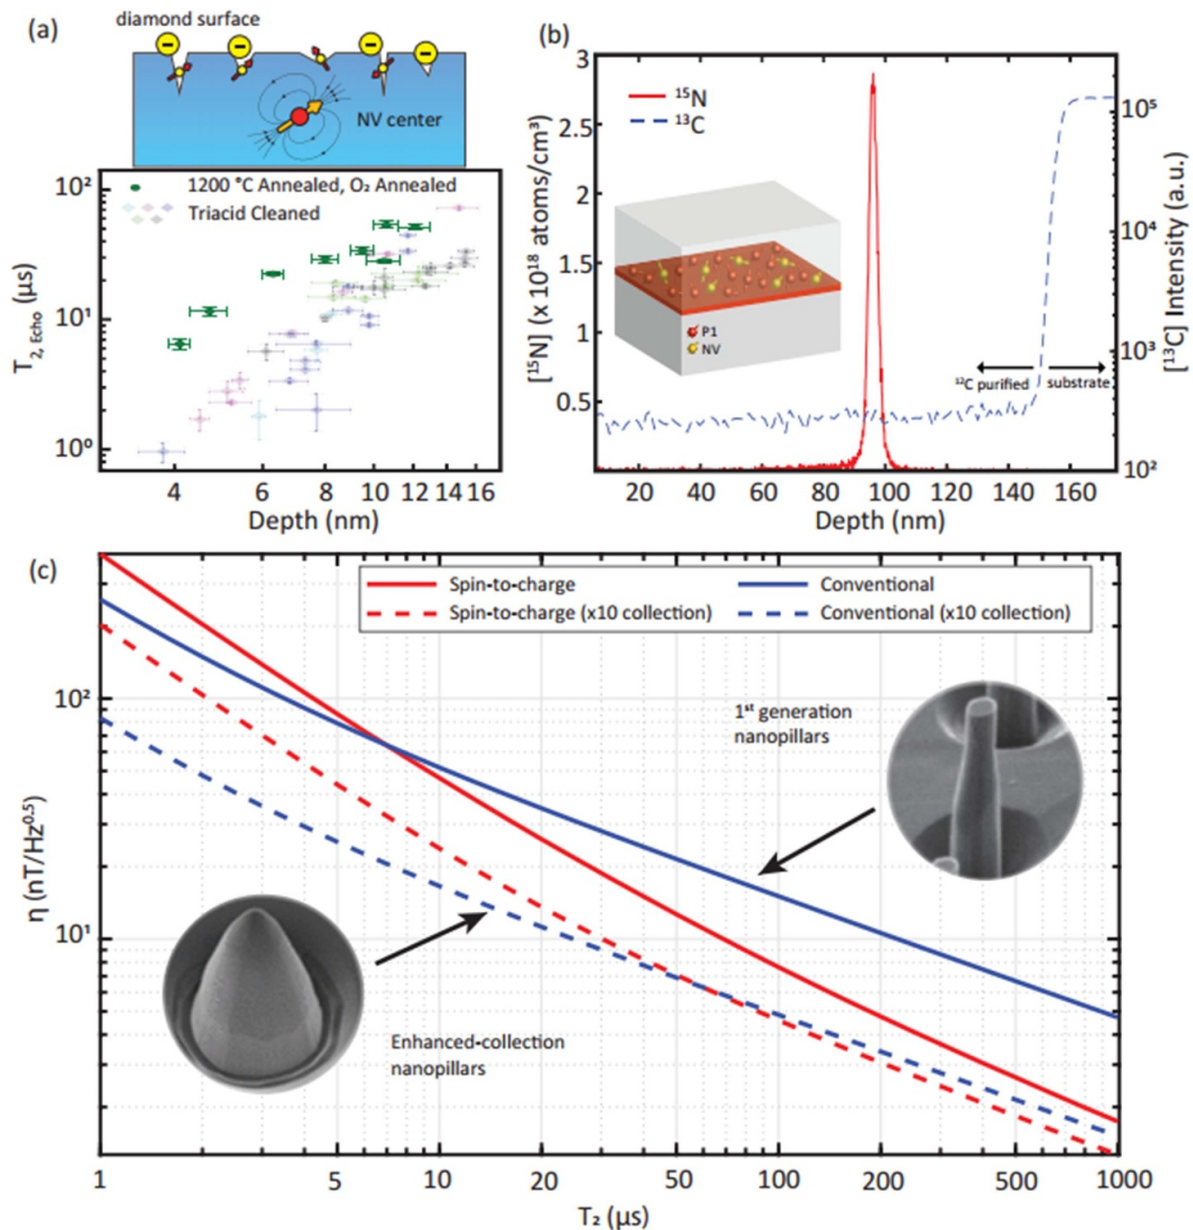 (a)
diamond surface
NV center
10²
10¹
10⁰
T2, Echo (µs)
1200 °C Annealed, O₂ Annealed
Triacid Cleaned
4 6 8 10 12 14 16
Depth (nm)
(b)
3
2.5
2
1.5
1
0.5
[¹⁵N] (x 10¹⁸ atoms/cm³)
¹⁵N
¹³C
P1
NV
¹²C purified
substrate
10⁵
10⁴
10³
10²
[¹³C] Intensity (a.u.)
20 40 60 80 100 120 140 160
Depth (nm)
(c)
Spin-to-charge
Conventional
Spin-to-charge (x10 collection)
Conventional (x10 collection)
10²
10¹
η (nT/Hz⁰·⁵)
1ˢᵗ generation
nanopillars
Enhanced-collection
nanopillars
1 2 5 10 20 50 100 200 500 1000
T₂ (µs)